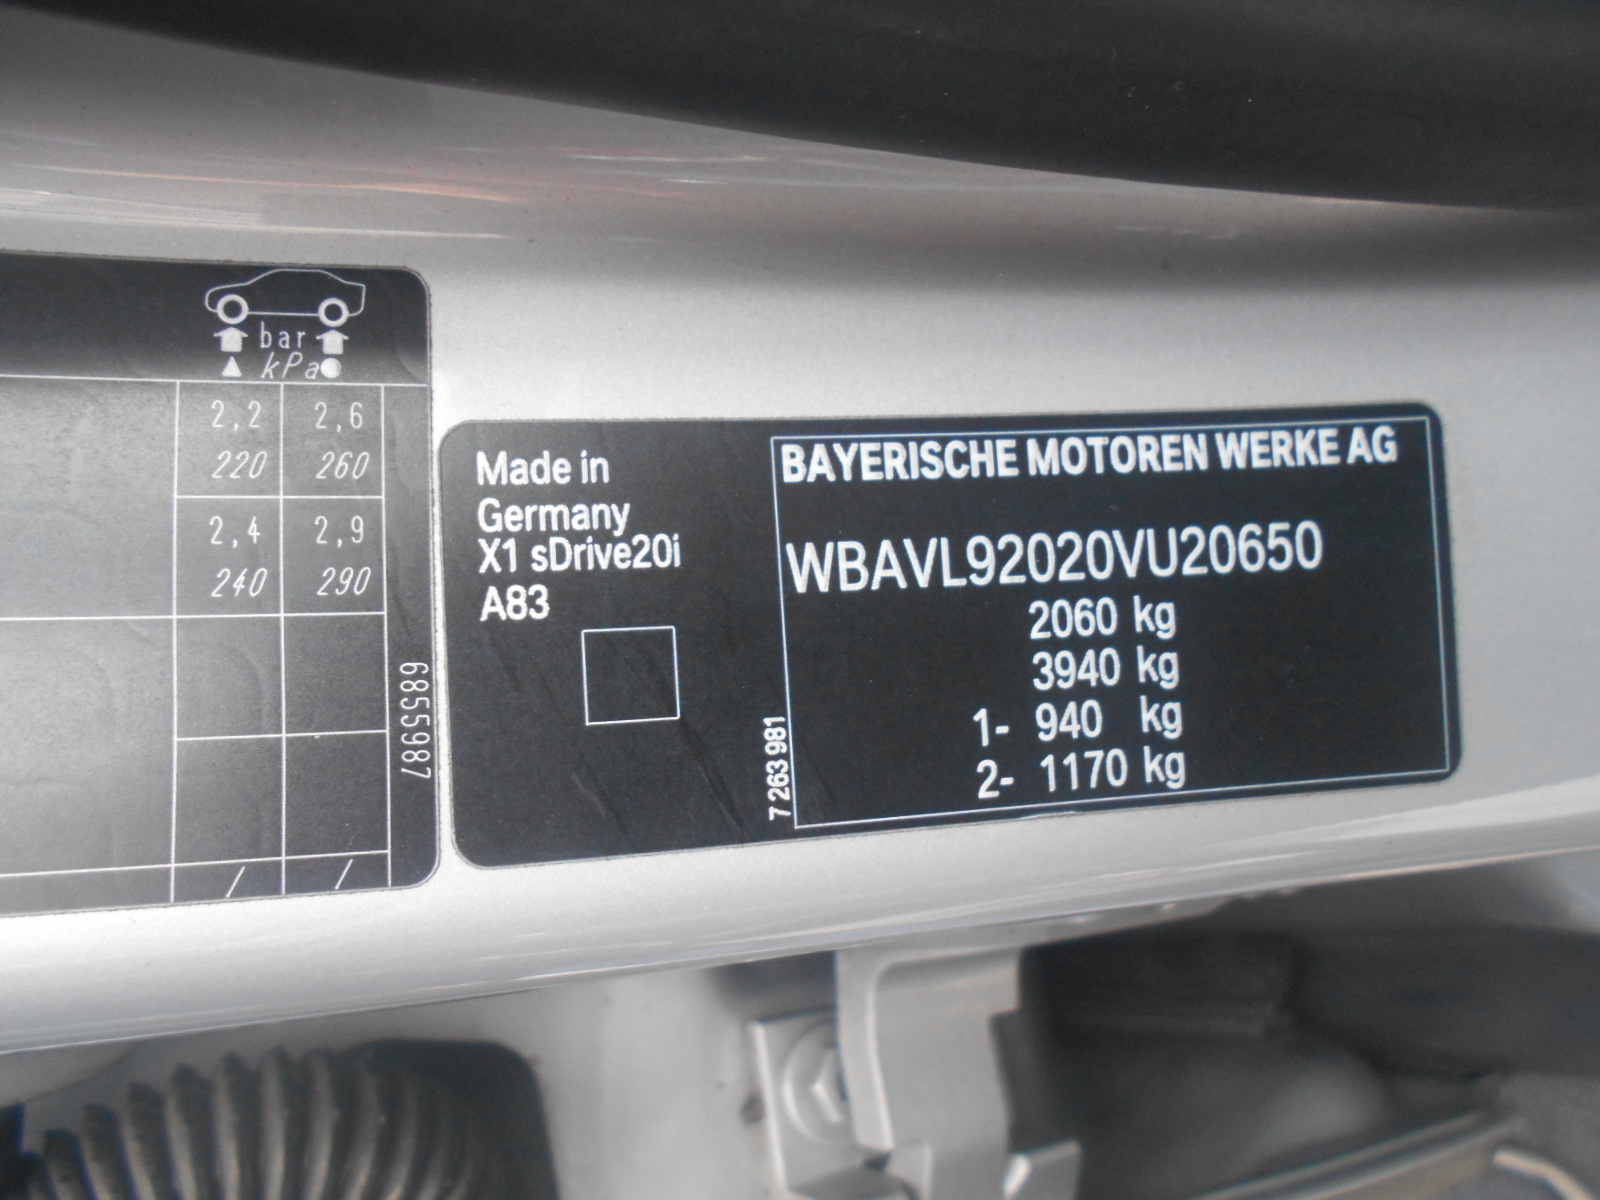 bar
kPa
2,2 2,6
220 260
2,4 2,9
240 290
/ /
6855987
Made in
Germany
X1 sDrive20i
A83
7 263 981
BAYERISCHE MOTOREN WERKE AG
WBAVL92020VU20650
2060 kg
3940 kg
1- 940 kg
2- 1170 kg